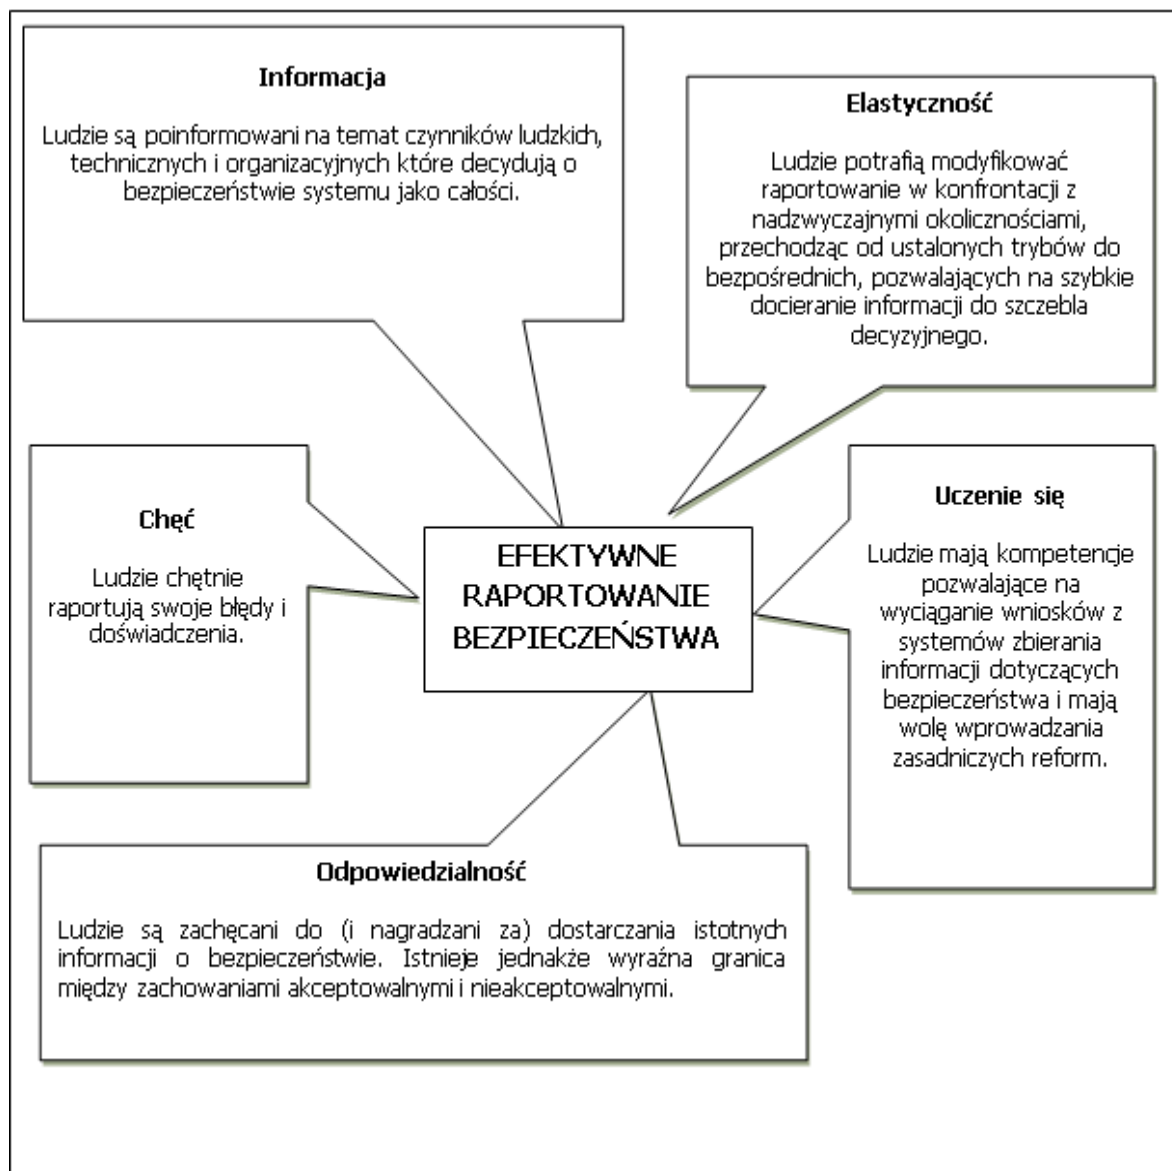 Informacja
Ludzie są poinformowani na temat czynników ludzkich,
technicznych i organizacyjnych które decydują o
bezpieczeństwie systemu jako całości.
Elastyczność
Ludzie potrafią modyfikować
raportowanie w konfrontacji z
nadzwyczajnymi okolicznościami,
przechodząc od ustalonych trybów do
bezpośrednich, pozwalających na szybkie
docieranie informacji do szczebla
decyzyjnego.
Chęć
Ludzie chętnie
raportują swoje błędy i
doświadczenia.
EFEKTYWNE
RAPORTOWANIE
BEZPIECZEŃSTWA
Uczenie się
Ludzie mają kompetencje
pozwalające na
wyciąganie wniosków z
systemów zbierania
informacji dotyczących
bezpieczeństwa i mają
wolę wprowadzania
zasadniczych reform.
Odpowiedzialność
Ludzie są zachęcani do (i nagradzani za) dostarczania istotnych
informacji o bezpieczeństwie. Istnieje jednakże wyraźna granica
między zachowaniami akceptowalnymi i nieakceptowalnymi.